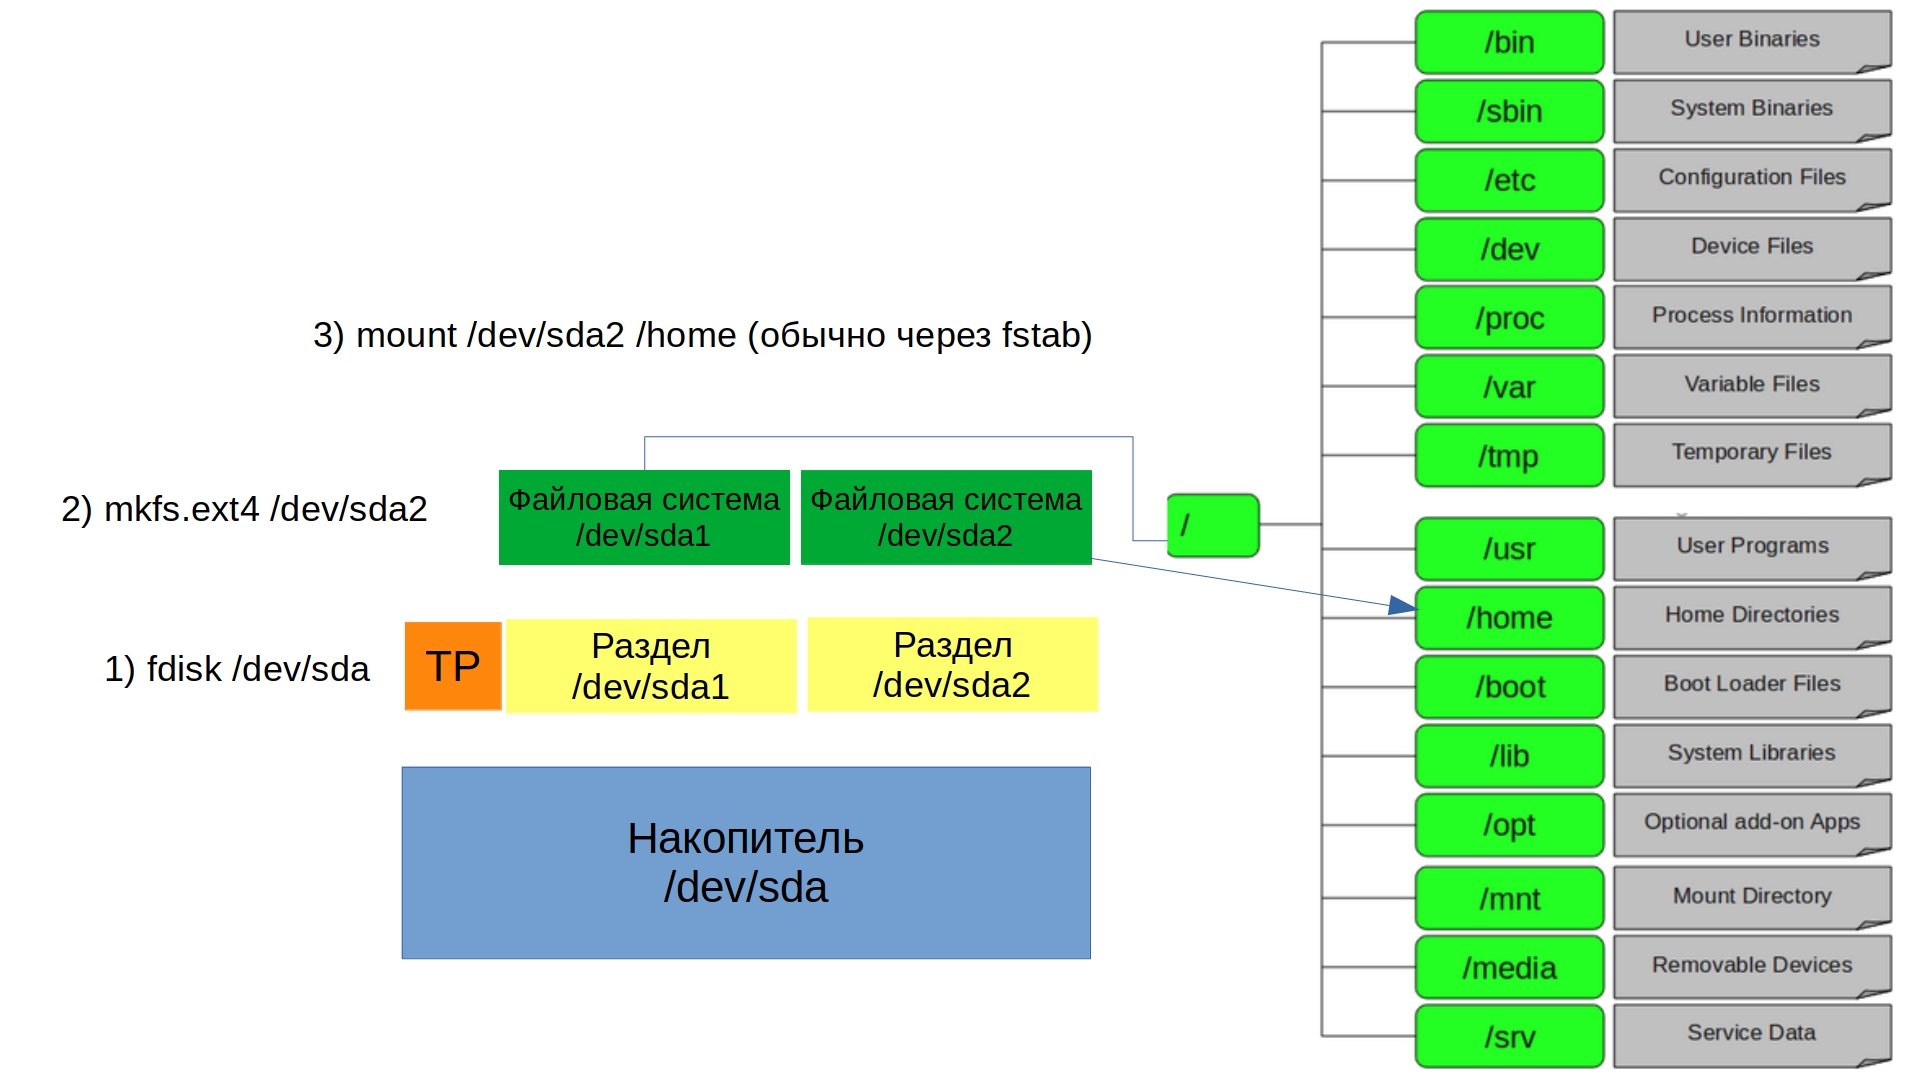 3) mount /dev/sda2 /home (обычно через fstab)
2) mkfs.ext4 /dev/sda2
Файловая система
/dev/sda1
Файловая система
/dev/sda2
1) fdisk /dev/sda
ТР
Раздел
/dev/sda1
Раздел
/dev/sda2
Накопитель
/dev/sda
/
/bin
User Binaries
/sbin
System Binaries
/etc
Configuration Files
/dev
Device Files
/proc
Process Information
/var
Variable Files
/tmp
Temporary Files
/usr
User Programs
/home
Home Directories
/boot
Boot Loader Files
/lib
System Libraries
/opt
Optional add-on Apps
/mnt
Mount Directory
/media
Removable Devices
/srv
Service Data